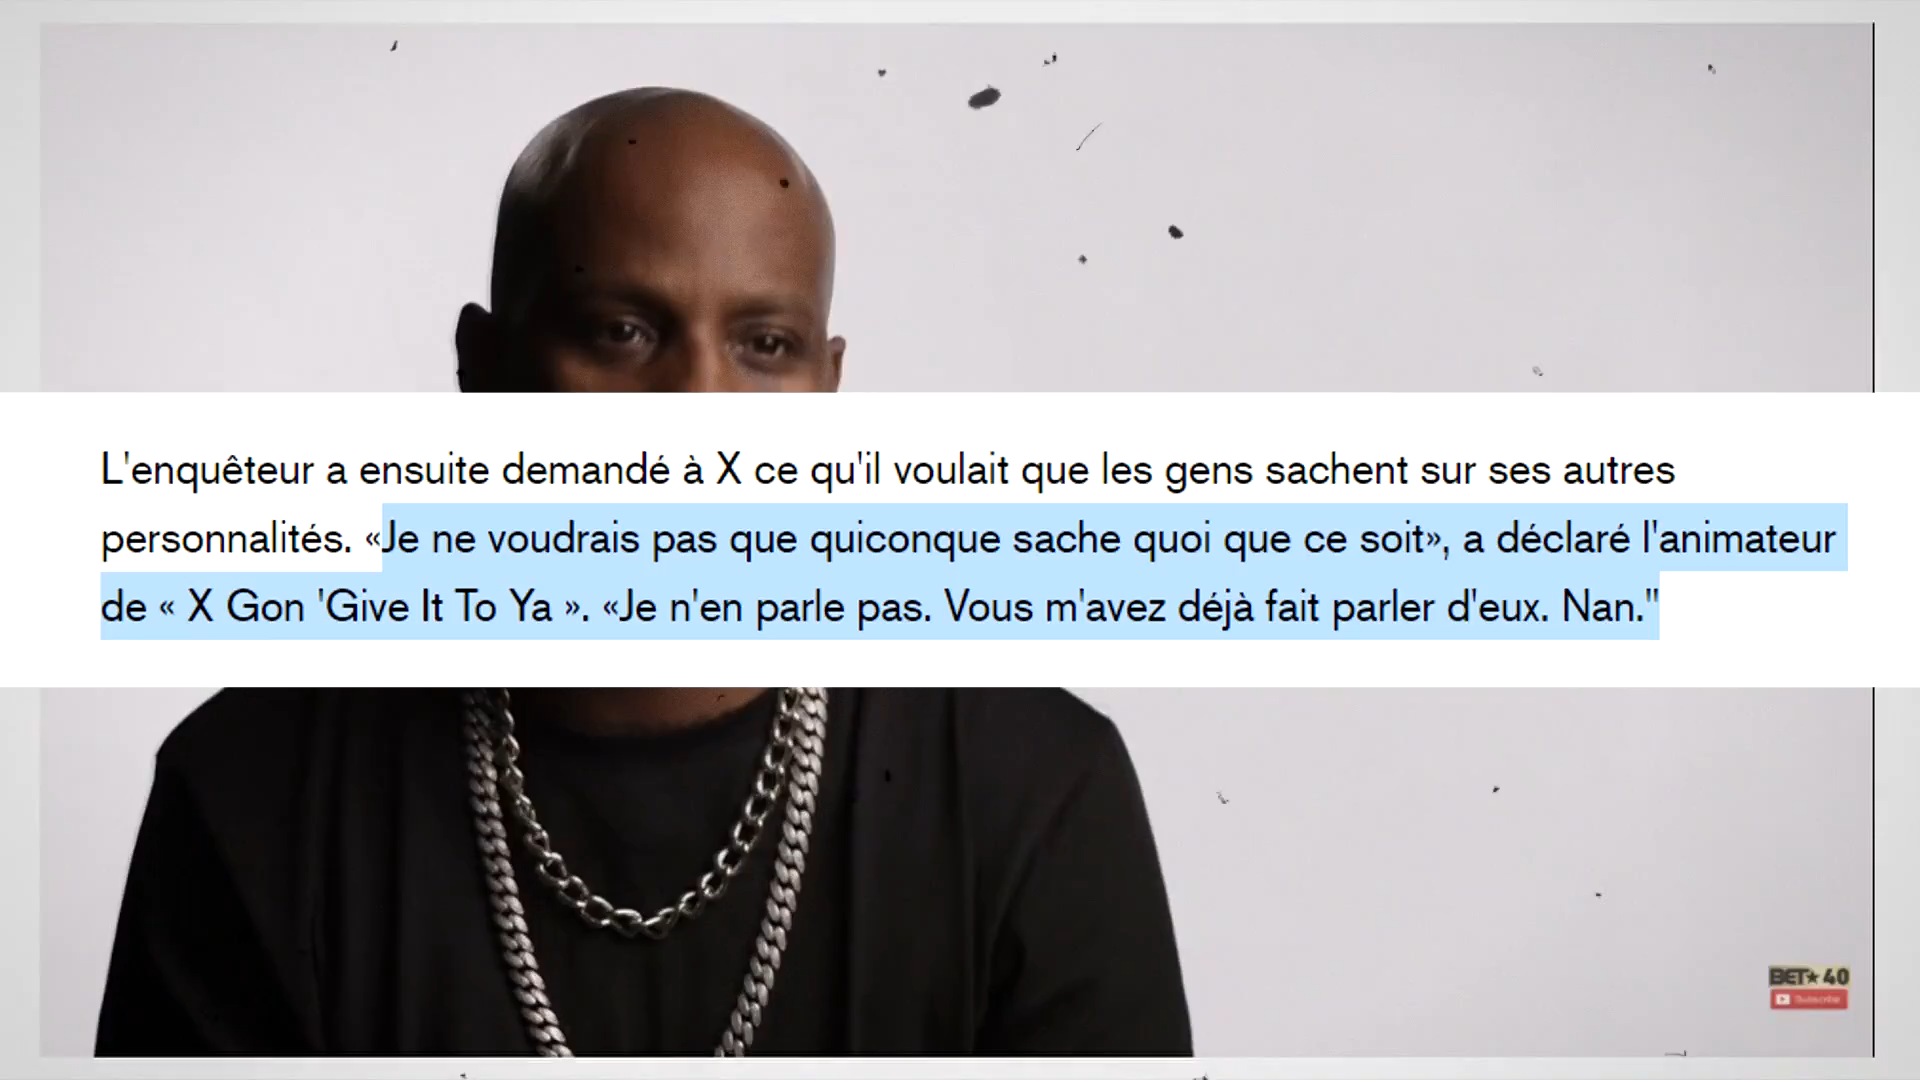 L'enquêteur a ensuite demandé à X ce qu'il voulait que les gens sachent sur ses autres
personnalités. «Je ne voudrais pas que quiconque sache quoi que ce soit», a déclaré l'animateur
de « X Gon 'Give It To Ya ». «Je n'en parle pas. Vous m'avez déjà fait parler d'eux. Nan."
BET★40
Subscribe